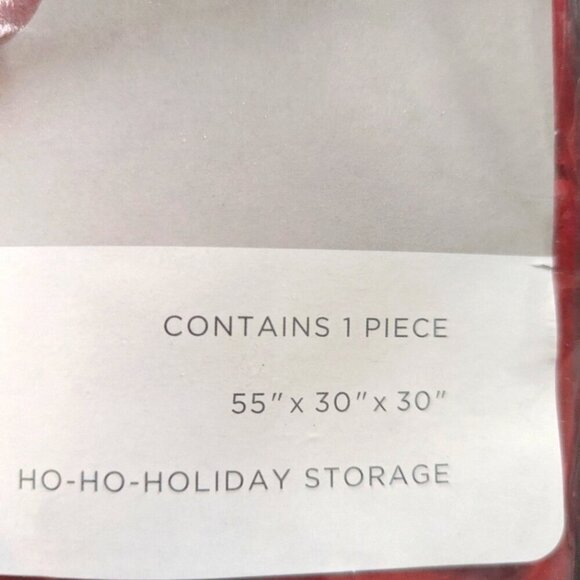 CONTAINS 1 PIECE
55" x 30" x 30"
HO-HO-HOLIDAY STORAGE